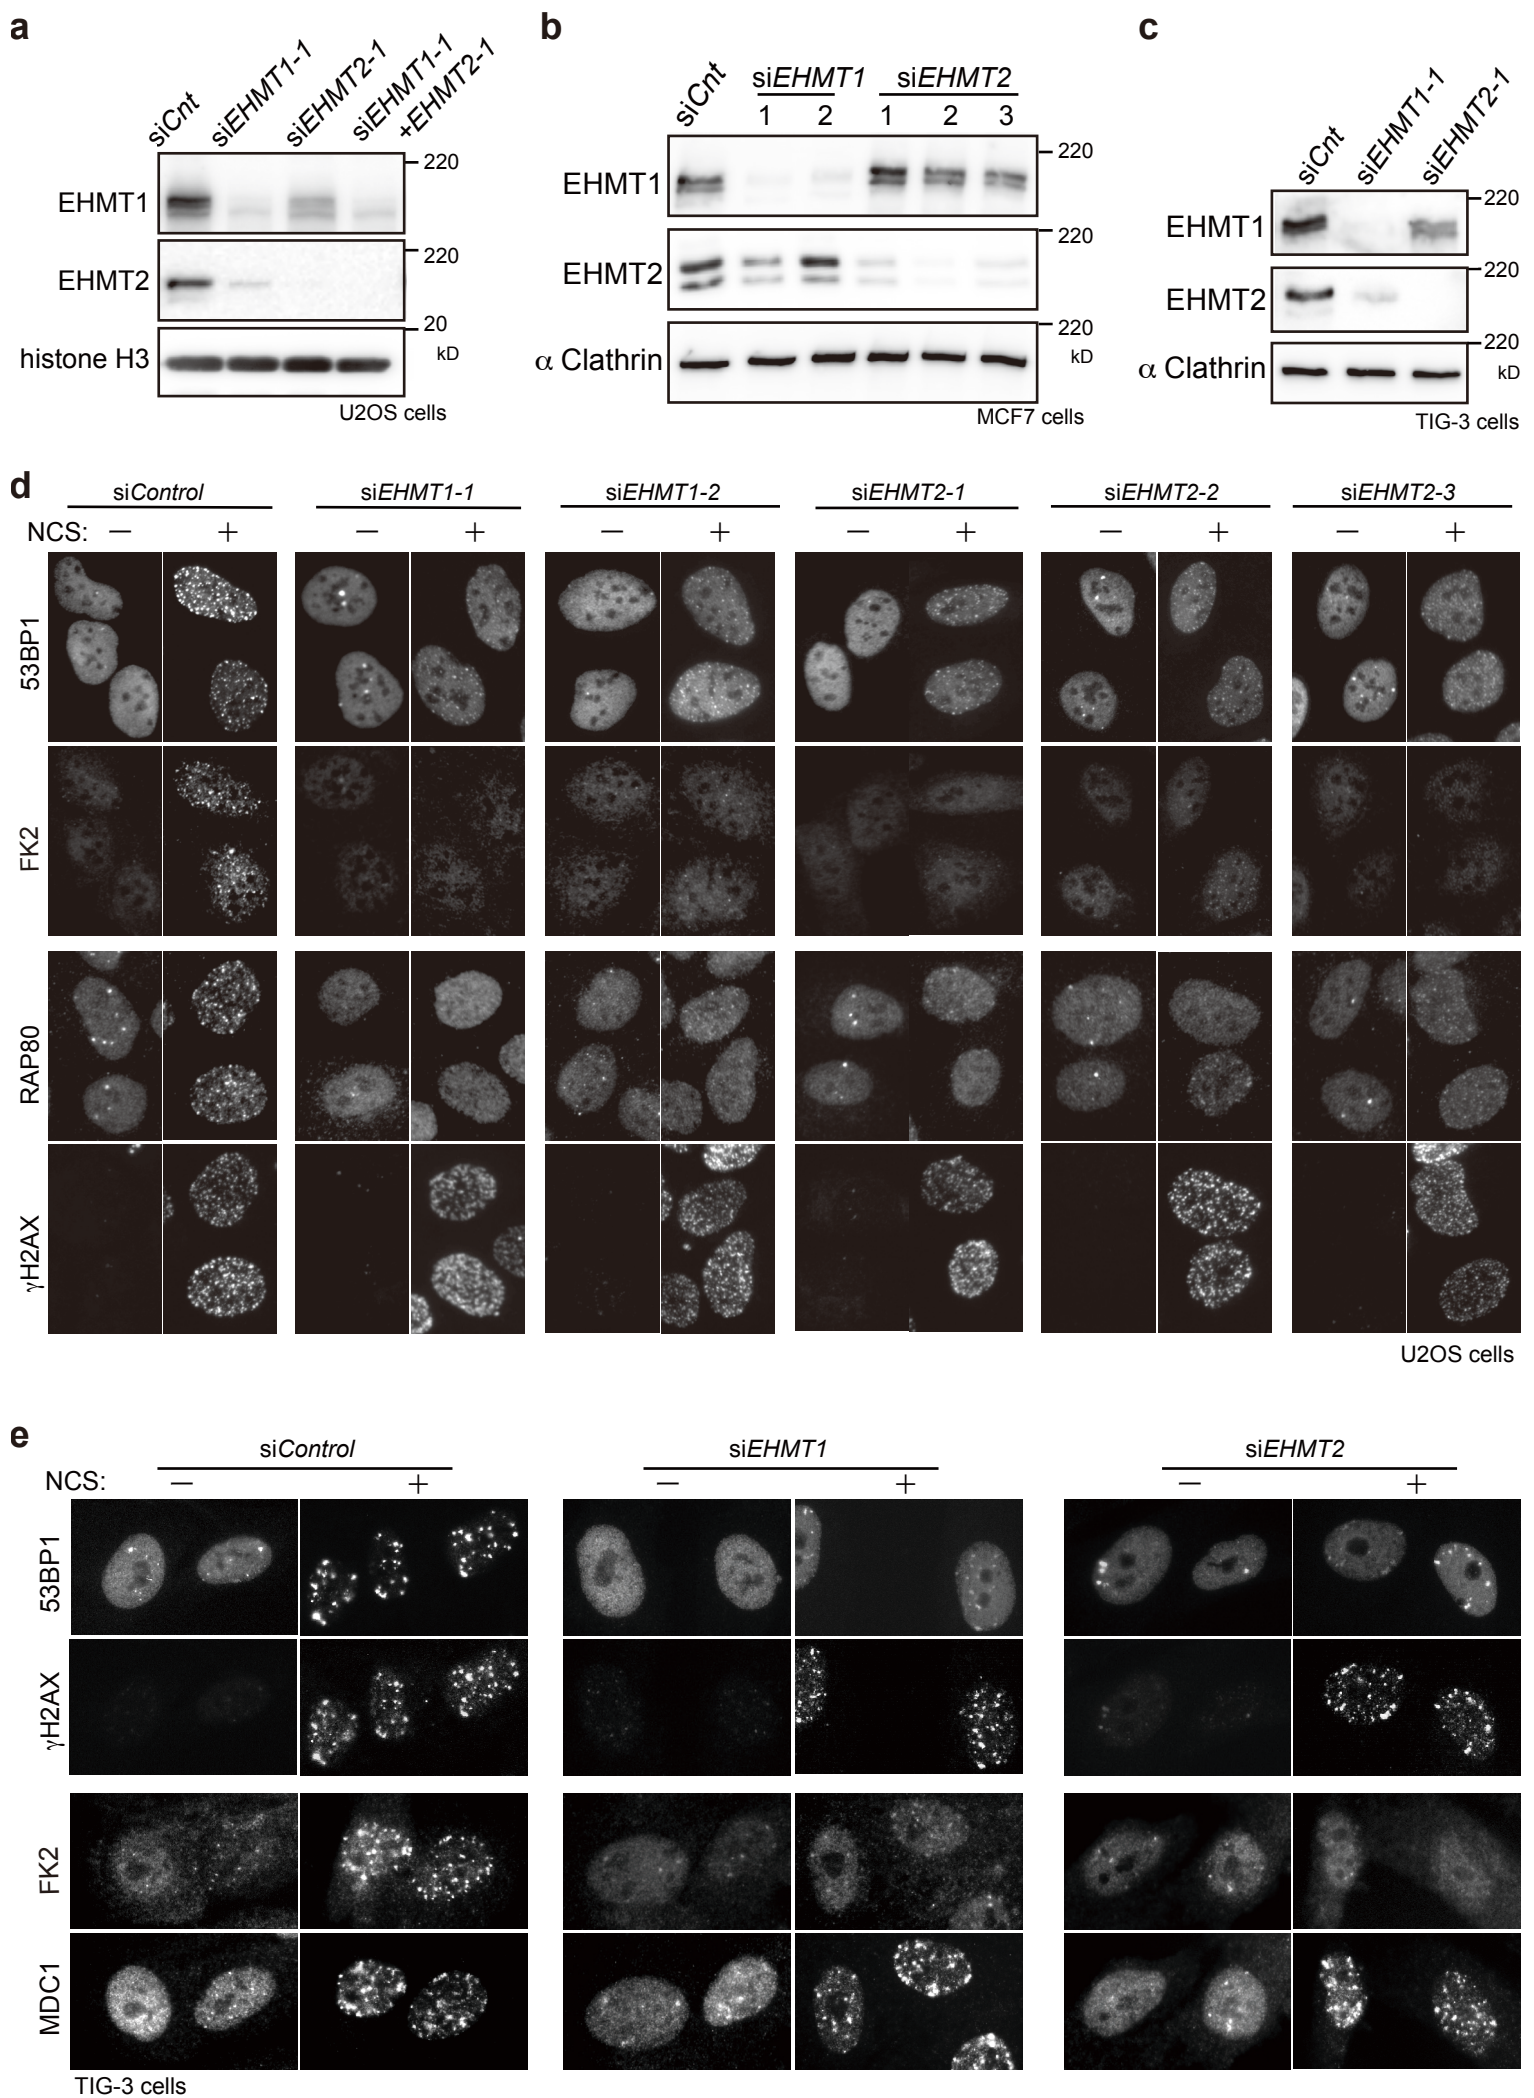 a
siCnt
siEHMT1-1
siEHMT2-1
siEHMT1-1
+EHMT2-1
EHMT1
220
EHMT2
220
histone H3
20
kD
U2OS cells
b
siCnt
siEHMT1
siEHMT2
1 2 1 2 3
EHMT1
220
EHMT2
220
α Clathrin
220
kD
MCF7 cells
c
siCnt
siEHMT1-1
siEHMT2-1
EHMT1
220
EHMT2
220
α Clathrin
220
kD
TIG-3 cells
d
siControl siEHMT1-1 siEHMT1-2 siEHMT2-1 siEHMT2-2 siEHMT2-3
NCS: − + − + − + − + − + − +
53BP1
FK2
RAP80
γH2AX
U2OS cells
e
siControl siEHMT1 siEHMT2
NCS: − + − + − +
53BP1
γH2AX
FK2
MDC1
TIG-3 cells